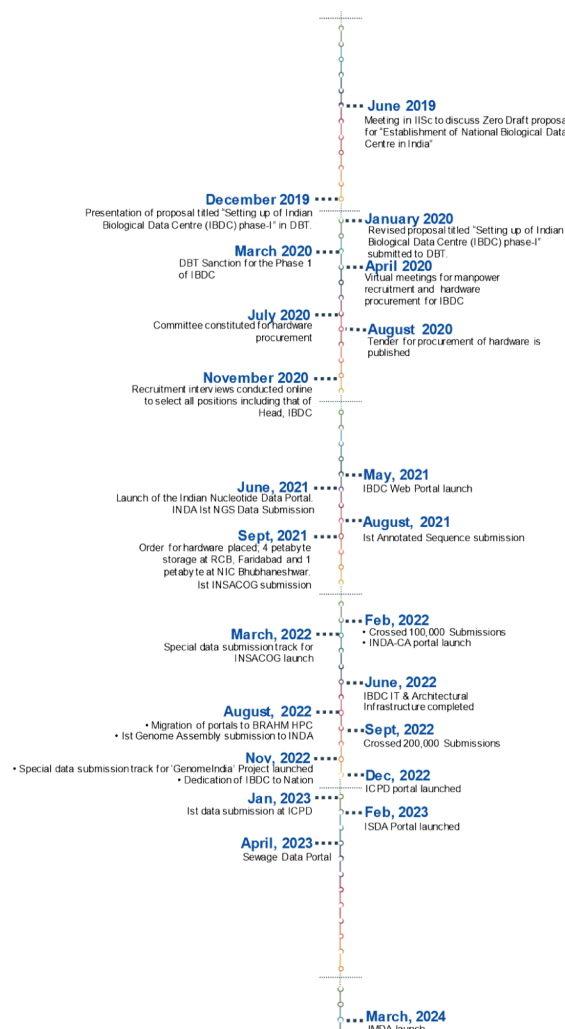 June 2019
Meeting in IISc to discuss Zero Draft proposa
for "Establishment of National Biological Data
Centre in India"
December 2019
Presentation of proposal titled "Setting up of Indian
Biological Data Centre (IBDC) phase-I" in DBT.
January 2020
Revised proposal titled "Setting up of Indian
Biological Data Centre (IBDC) phase-I"
submitted to DBT.
March 2020
DBT Sanction for the Phase 1
of IBDC
April 2020
Virtual meetings for manpower
recruitment and hardware
procurement for IBDC
July 2020
Committee constituted for hardware
procurement
August 2020
Tender for procurement of hardware is
published
November 2020
Recruitment interviews conducted online
to select all positions including that of
Head, IBDC
May, 2021
IBDC Web Portal launch
June, 2021
Launch of the Indian Nucleotide Data Portal.
INDA Ist NGS Data Submission
August, 2021
Ist Annotated Sequence submission
Sept, 2021
Order for hardware placed; 4 petabyte
storage at RCB, Faridabad and 1
petabyte at NIC Bhubhaneshwar.
Ist INSACOG submission
Feb, 2022
• Crossed 100,000 Submissions
• INDA-CA portal launch
March, 2022
Special data submission track for
INSACOG launch
June, 2022
IBDC IT & Architectural
Infrastructure completed
August, 2022
• Migration of portals to BRAHM HPC
• Ist Genome Assembly submission to INDA
Sept, 2022
Crossed 200,000 Submissions
Nov, 2022
• Special data submission track for 'GenomeIndia' Project launched
• Dedication of IBDC to Nation
Dec, 2022
ICPD portal launched
Jan, 2023
Ist data submission at ICPD
Feb, 2023
ISDA Portal launched
April, 2023
Sewage Data Portal
March, 2024
IMDA launch